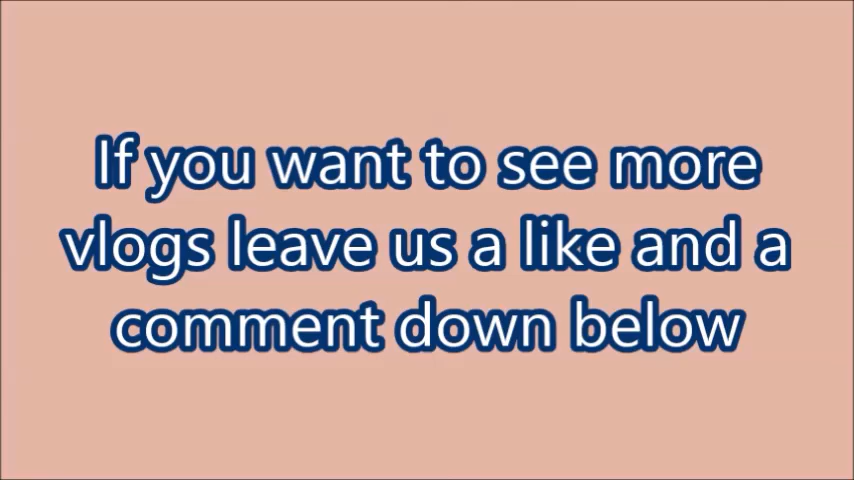 If you want to see more
vlogs leave us a like and a
comment down below